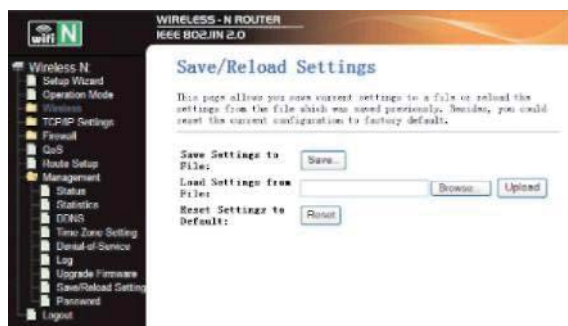 wifi N
WIRELESS-N ROUTER
IEEE 802.11N 2.0
Wireless N
Setup Wizard
Operation Mode
Wireless
TCP/IP Settings
Firewall
QoS
Route Setup
Management
Status
Statistics
DDNS
Time Zone Setting
Denial-of-Service
Log
Upgrade Firmware
Save/Reload Setting
Password
Logout
Save/Reload Settings
This page allows you save current settings to a file or reload the
settings from the file which was saved previously. Besides, you could
reset the current configuration to factory default.
Save Settings to
File:
Save...
Load Settings from
File:
Browse...
Upload
Reset Settings to
Default:
Reset